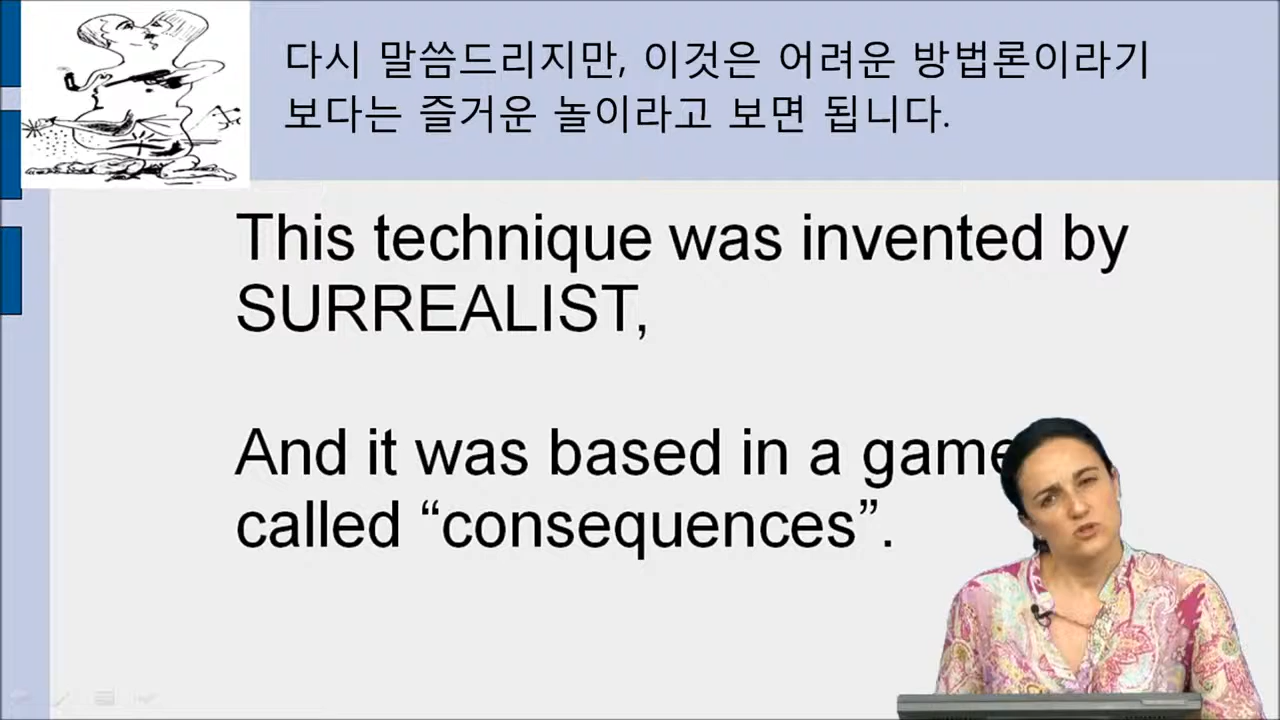 다시 말씀드리지만, 이것은 어려운 방법론이라기
보다는 즐거운 놀이라고 보면 됩니다.
This technique was invented by
SURREALIST,
And it was based in a game
called “consequences”.